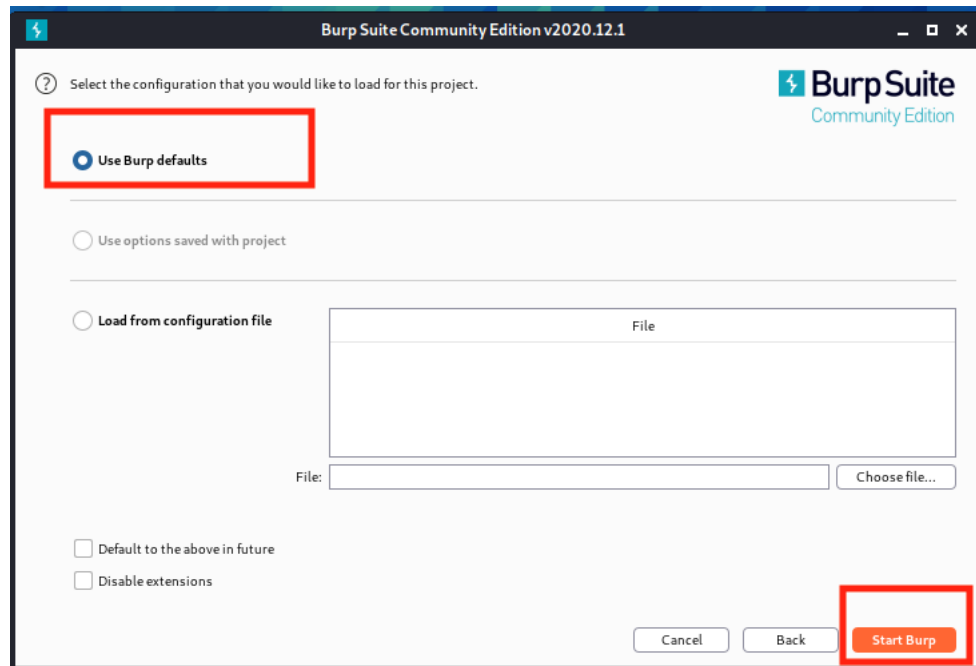 Burp Suite Community Edition v2020.12.1
Select the configuration that you would like to load for this project.
Burp Suite
Community Edition
Use Burp defaults
Use options saved with project
Load from configuration file
File
File:
Choose file...
Default to the above in future
Disable extensions
Cancel
Back
Start Burp